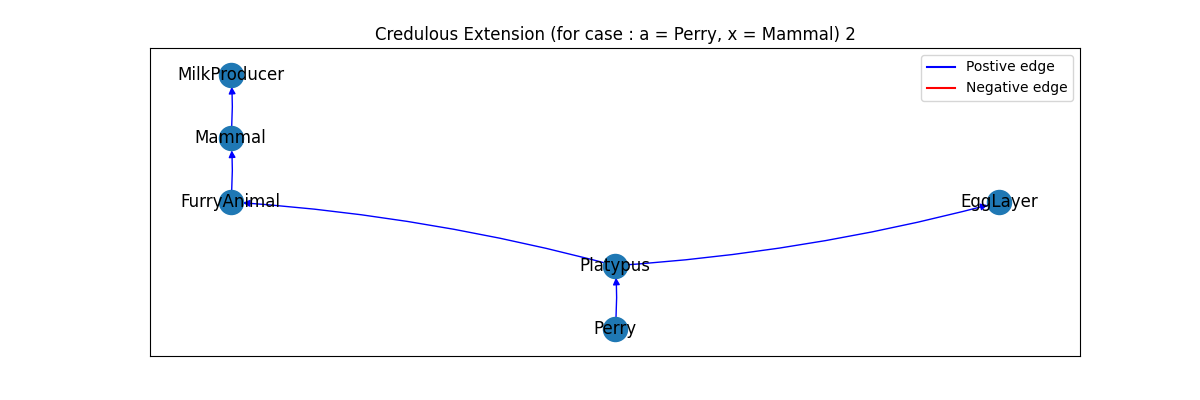 Credulous Extension (for case : a = Perry, x = Mammal) 2
Postive edge
Negative edge
MilkProducer
Mammal
FurryAnimal
EggLayer
Platypus
Perry